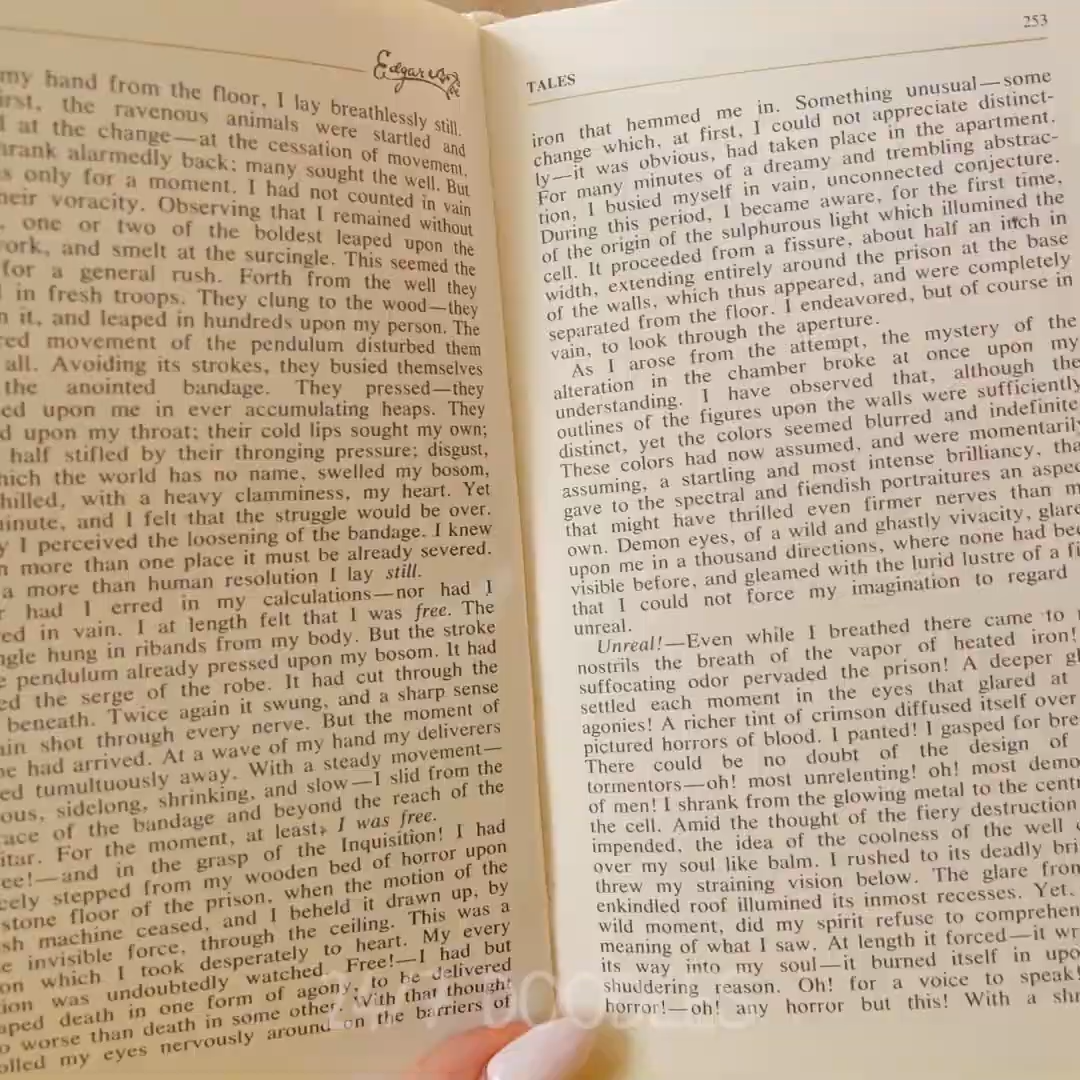 Edgar A Poe
my hand from the floor, I lay breathlessly still.
irst, the ravenous animals were startled and
at the change—at the cessation of movement.
hrank alarmedly back; many sought the well. But
s only for a moment. I had not counted in vain
heir voracity. Observing that I remained without
, one or two of the boldest leaped upon the
ork, and smelt at the surcingle. This seemed the
for a general rush. Forth from the well they
in fresh troops. They clung to the wood—they
n it, and leaped in hundreds upon my person. The
red movement of the pendulum disturbed them
all. Avoiding its strokes, they busied themselves
the anointed bandage. They pressed—they
ed upon me in ever accumulating heaps. They
d upon my throat; their cold lips sought my own;
half stifled by their thronging pressure; disgust,
hich the world has no name, swelled my bosom,
hilled, with a heavy clamminess, my heart. Yet
inute, and I felt that the struggle would be over.
y I perceived the loosening of the bandage. I knew
n more than one place it must be already severed.
a more than human resolution I lay still.
r had I erred in my calculations—nor had I
ed in vain. I at length felt that I was free. The
ngle hung in ribands from my body. But the stroke
e pendulum already pressed upon my bosom. It had
ed the serge of the robe. It had cut through the
beneath. Twice again it swung, and a sharp sense
ain shot through every nerve. But the moment of
e had arrived. At a wave of my hand my deliverers
ed tumultuously away. With a steady movement—
ous, sidelong, shrinking, and slow—I slid from the
ace of the bandage and beyond the reach of the
itar. For the moment, at least, I was free.
ee!—and in the grasp of the Inquisition! I had
cely stepped from my wooden bed of horror upon
stone floor of the prison, when the motion of the
sh machine ceased, and I beheld it drawn up, by
e invisible force, through the ceiling. This was a
on which I took desperately to heart. My every
ion was undoubtedly watched. Free!—I had but
aped death in one form of agony, to be delivered
o worse than death in some other. With that thought
olled my eyes nervously around on the barriers of
253
TALES
iron that hemmed me in. Something unusual—some
change which, at first, I could not appreciate distinct-
ly—it was obvious, had taken place in the apartment.
For many minutes of a dreamy and trembling abstrac-
tion, I busied myself in vain, unconnected conjecture.
During this period, I became aware, for the first time,
of the origin of the sulphurous light which illumined the
cell. It proceeded from a fissure, about half an inch in
width, extending entirely around the prison at the base
of the walls, which thus appeared, and were completely
separated from the floor. I endeavored, but of course in
vain, to look through the aperture.
As I arose from the attempt, the mystery of the
alteration in the chamber broke at once upon my
understanding. I have observed that, although the
outlines of the figures upon the walls were sufficiently
distinct, yet the colors seemed blurred and indefinite
These colors had now assumed, and were momentaril
assuming, a startling and most intense brilliancy, tha
gave to the spectral and fiendish portraitures an aspec
that might have thrilled even firmer nerves than m
own. Demon eyes, of a wild and ghastly vivacity, glare
upon me in a thousand directions, where none had bee
visible before, and gleamed with the lurid lustre of a fi
that I could not force my imagination to regard
unreal.
Unreal!—Even while I breathed there came to
nostrils the breath of the vapor of heated iron!
suffocating odor pervaded the prison! A deeper gl
settled each moment in the eyes that glared at
agonies! A richer tint of crimson diffused itself over
pictured horrors of blood. I panted! I gasped for bre
There could be no doubt of the design of
tormentors—oh! most unrelenting! oh! most demo
of men! I shrank from the glowing metal to the cent
the cell. Amid the thought of the fiery destruction
impended, the idea of the coolness of the well
over my soul like balm. I rushed to its deadly bri
threw my straining vision below. The glare from
enkindled roof illumined its inmost recesses. Yet,
wild moment, did my spirit refuse to comprehen
meaning of what I saw. At length it forced—it wr
its way into my soul—it burned itself in upo
shuddering reason. Oh! for a voice to speak!
horror!—oh! any horror but this! With a shr